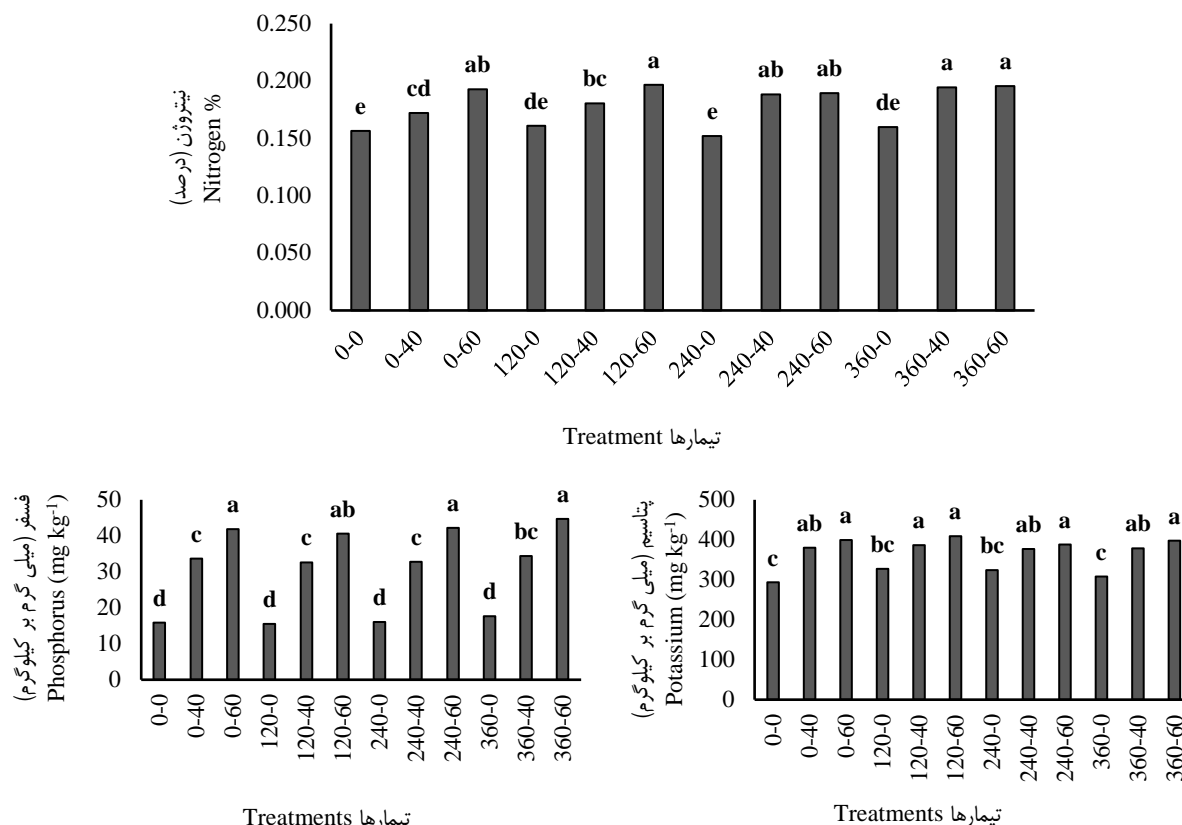 نیتروژن (درصد)
Nitrogen %
0.250
0.200
0.150
0.100
0.050
0.000
e cd ab de bc a e ab ab de a a
0-0 0-40 0-60 120-0 120-40 120-60 240-0 240-40 240-60 360-0 360-40 360-60
Treatment تیمارها
فسفر (میلی گرم بر کیلوگرم)
Phosphorus (mg kg-1)
50
40
30
20
10
0
d c a d c ab d c a d bc a
0-0 0-40 0-60 120-0 120-40 120-60 240-0 240-40 240-60 360-0 360-40 360-60
Treatments تیمارها
پتاسیم (میلی گرم بر کیلوگرم)
Potassium (mg kg-1)
500
400
300
200
100
0
c ab a bc a a bc ab a c ab a
0-0 0-40 0-60 120-0 120-40 120-60 240-0 240-40 240-60 360-0 360-40 360-60
Treatments تیمارها